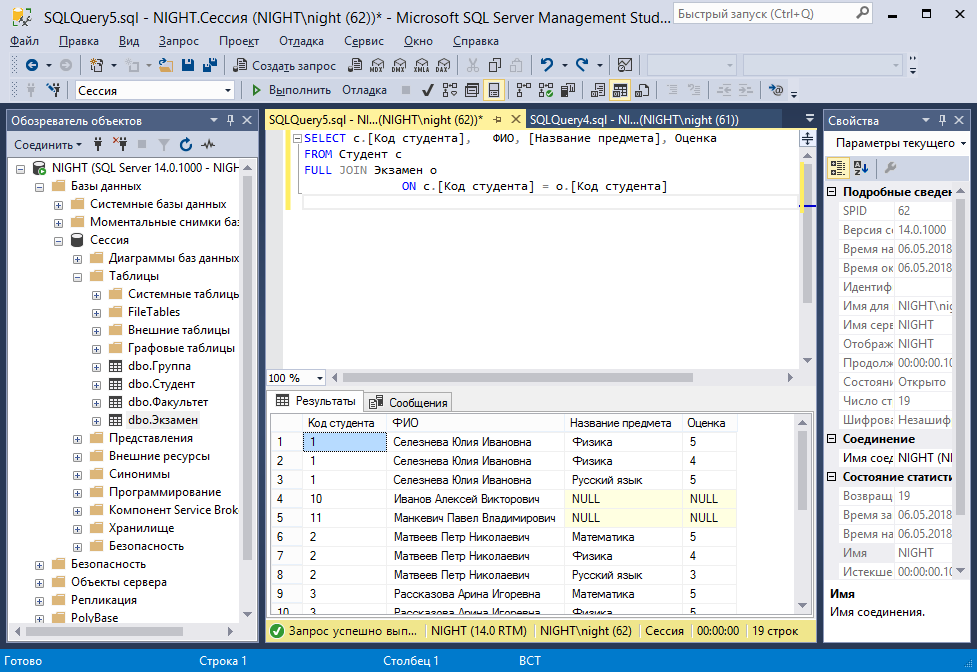 SQLQuery5.sql - NIGHT.Сессия (NIGHT\night (62))* - Microsoft SQL Server Management Stud...
Быстрый запуск (Ctrl+Q)
Файл Правка Вид Запрос Проект Отладка Сервис Окно Справка
Создать запрос MDX DMX XMLA DAX
Сессия Выполнить Отладка
Обозреватель объектов
Соединить
NIGHT (SQL Server 14.0.1000 - NIGH
Базы данных
Системные базы данных
Моментальные снимки баз
Сессия
Диаграммы баз данных
Таблицы
Системные таблицы
FileTables
Внешние таблицы
Графовые таблицы
dbo.Группа
dbo.Студент
dbo.Факультет
dbo.Экзамен
Представления
Внешние ресурсы
Синонимы
Программирование
Компонент Service Brok
Хранилище
Безопасность
Безопасность
Объекты сервера
Репликация
PolyBase
SQLQuery5.sql - NI...(NIGHT\night (62))* SQLQuery4.sql - NI...(NIGHT\night (61))
SELECT с.[Код студента], ФИО, [Название предмета], Оценка
FROM Студент с
FULL JOIN Экзамен о
ON с.[Код студента] = о.[Код студента]
100 %
Результаты Сообщения
Код студента ФИО Название предмета Оценка
1 1 Селезнева Юлия Ивановна Физика 5
2 1 Селезнева Юлия Ивановна Физика 4
3 1 Селезнева Юлия Ивановна Русский язык 5
4 10 Иванов Алексей Викторович NULL NULL
5 11 Манкевич Павел Владимирович NULL NULL
6 2 Матвеев Петр Николаевич Математика 5
7 2 Матвеев Петр Николаевич Физика 4
8 2 Матвеев Петр Николаевич Русский язык 3
9 3 Рассказова Арина Игоревна Математика 5
10 3 Рассказова Арина Игоревна Физика 5
Запрос успешно вып... NIGHT (14.0 RTM) NIGHT\night (62) Сессия 00:00:00 19 строк
Свойства
Параметры текущего
Подробные сведен
SPID 62
Версия се 14.0.1000
Время на 06.05.2018
Время ок 06.05.2018
Идентиф
Имя для NIGHT\nig
Имя серв NIGHT
Отображ NIGHT
Продолж 00:00:00.10
Состояни Открыто
Число ст 19
Шифрова Незашиф
Соединение
Имя соед NIGHT (NI
Состояние статисти
Возвращ 19
Время за 06.05.2018
Время на 06.05.2018
Имя NIGHT
Истекше 00:00:00.10
Имя
Имя соединения.
Готово Строка 1 Столбец 1 ВСТ